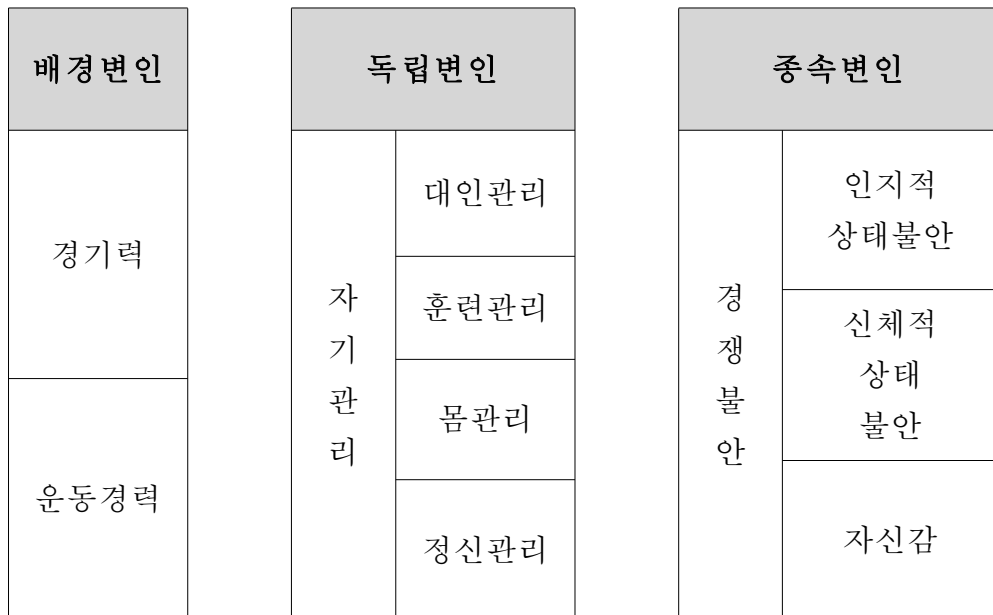 배경변인
경기력
운동경력
독립변인
자
기
관
리
대인관리
훈련관리
몸관리
정신관리
종속변인
경
쟁
불
안
인지적
상태불안
신체적
상태
불안
자신감